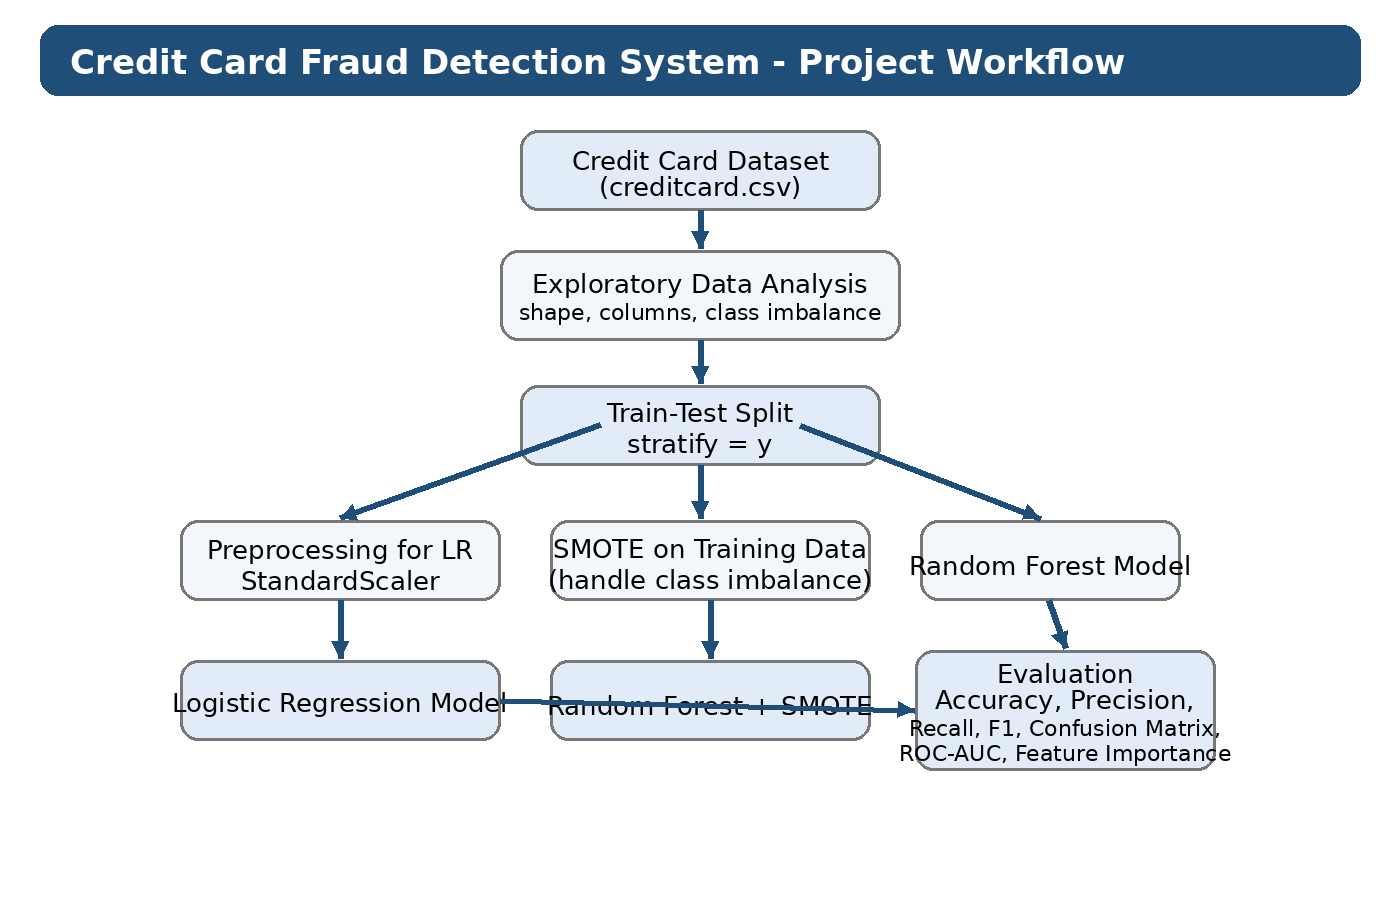 Credit Card Fraud Detection System - Project Workflow
Credit Card Dataset
(creditcard.csv)
Exploratory Data Analysis
shape, columns, class imbalance
Train-Test Split
stratify = y
Preprocessing for LR
StandardScaler
SMOTE on Training Data
(handle class imbalance)
Random Forest Model
Logistic Regression Model
Random Forest + SMOTE
Evaluation
Accuracy, Precision,
Recall, F1, Confusion Matrix,
ROC-AUC, Feature Importance